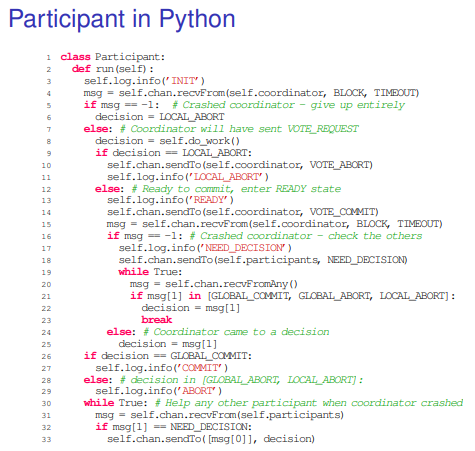 Participant in Python
1 class Participant:
2 def run(self):
3 self.log.info('INIT')
4 msg = self.chan.recvFrom(self.coordinator, BLOCK, TIMEOUT)
5 if msg == -1: # Crashed coordinator - give up entirely
6 decision = LOCAL_ABORT
7 else: # Coordinator will have sent VOTE_REQUEST
8 decision = self.do_work()
9 if decision == LOCAL_ABORT:
10 self.chan.sendTo(self.coordinator, VOTE_ABORT)
11 self.log.info('LOCAL_ABORT')
12 else: # Ready to commit, enter READY state
13 self.log.info('READY')
14 self.chan.sendTo(self.coordinator, VOTE_COMMIT)
15 msg = self.chan.recvFrom(self.coordinator, BLOCK, TIMEOUT)
16 if msg == -1: # Crashed coordinator - check the others
17 self.log.info('NEED_DECISION')
18 self.chan.sendTo(self.participants, NEED_DECISION)
19 while True:
20 msg = self.chan.recvFromAny()
21 if msg[1] in [GLOBAL_COMMIT, GLOBAL_ABORT, LOCAL_ABORT]:
22 decision = msg[1]
23 break
24 else: # Coordinator came to a decision
25 decision = msg[1]
26 if decision == GLOBAL_COMMIT:
27 self.log.info('COMMIT')
28 else: # decision in [GLOBAL_ABORT, LOCAL_ABORT]:
29 self.log.info('ABORT')
30 while True: # Help any other participant when coordinator crashed
31 msg = self.chan.recvFrom(self.participants)
32 if msg[1] == NEED_DECISION:
33 self.chan.sendTo([msg[0]], decision)